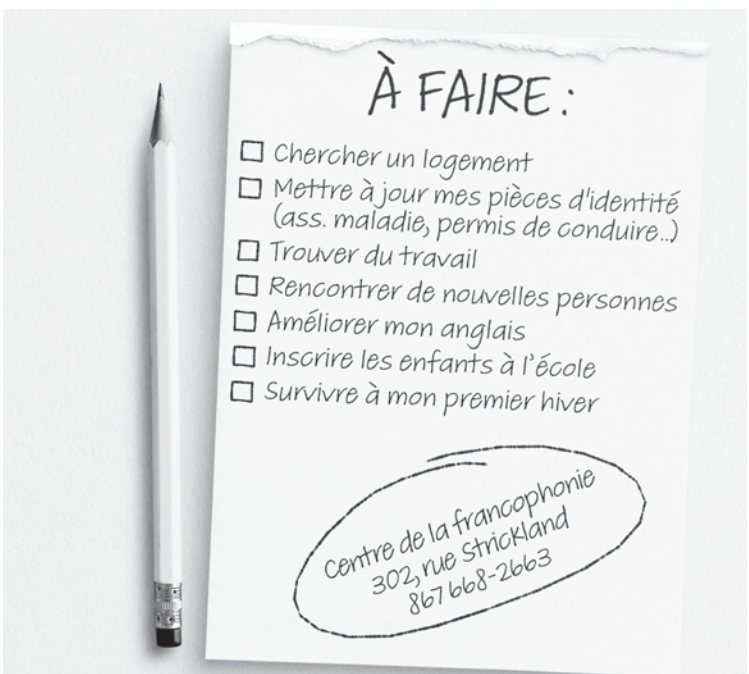 À FAIRE :
Chercher un logement
Mettre à jour mes pièces d'identité
(ass. maladie, permis de conduire...)
Trouver du travail
Rencontrer de nouvelles personnes
Améliorer mon anglais
Inscrire les enfants à l'école
Survivre à mon premier hiver
Centre de la francophonie
302, rue Strickland
867 668-2663